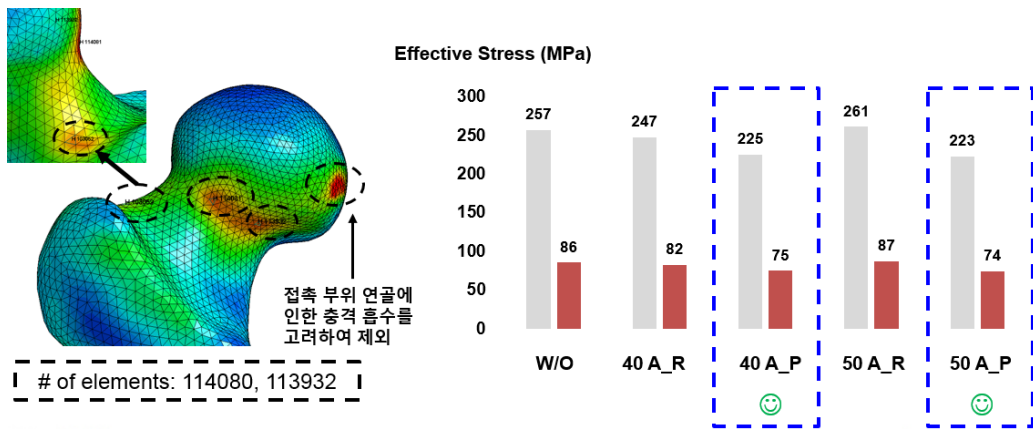 H 114081
Effective Stress (MPa)
300
250
200
150
100
50
0
257
86
247
82
225
75
261
87
223
74
W/O
40 A_R
40 A_P
50 A_R
50 A_P
접촉 부위 연골에
인한 충격 흡수를
고려하여 제외
# of elements: 114080, 113932